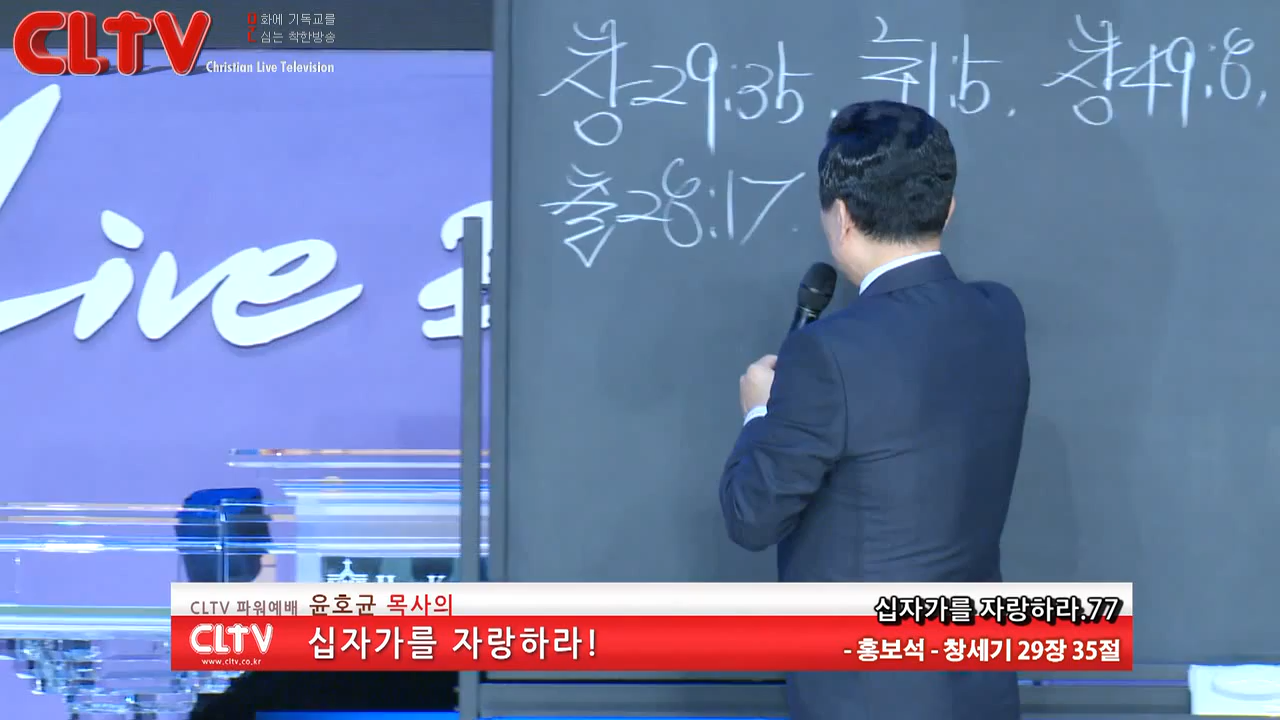 CLTV
문화에 기독교를
심는 착한방송
Christian Live Television
창29:35, 눅1:5, 창49:8,
출28:17.
Live
CLTV 파워예배 윤호균 목사의
십자가를 자랑하라.77
CLTV
www.cltv.co.kr
십자가를 자랑하라!
- 홍보석 - 창세기 29장 35절